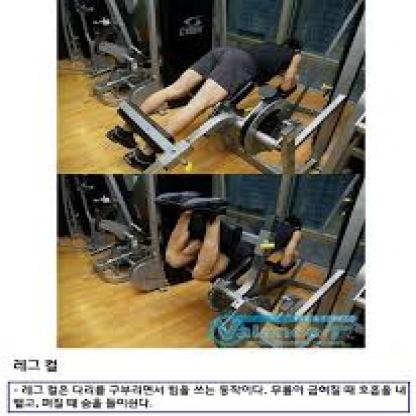 레그 컬
- 레그 컬은 다리를 구부리면서 힘을 쓰는 동작이다. 무릎이 굽혀질 때 호흡을 내
뱉고, 펴질 때 숨을 들이쉰다.